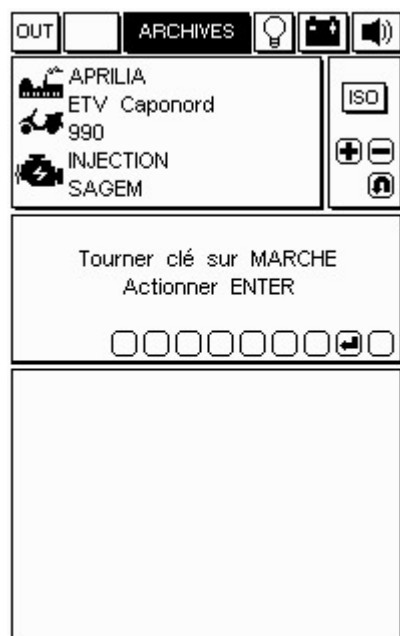 OUT ARCHIVES
APRILIA
ETV Caponord
990
INJECTION
SAGEM
ISO
Tourner clé sur MARCHE
Actionner ENTER